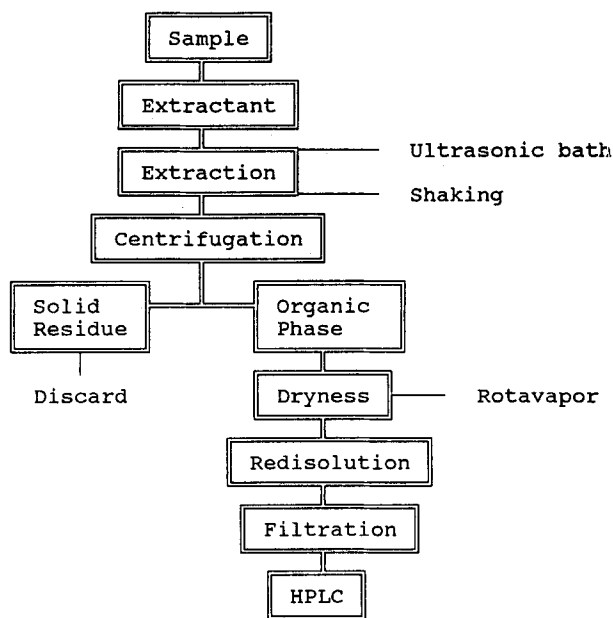 Sample
Extractant
Extraction
Ultrasonic bath
Shaking
Centrifugation
Solid
Residue
Organic
Phase
Discard
Dryness
Rotavapor
Redisolution
Filtration
HPLC